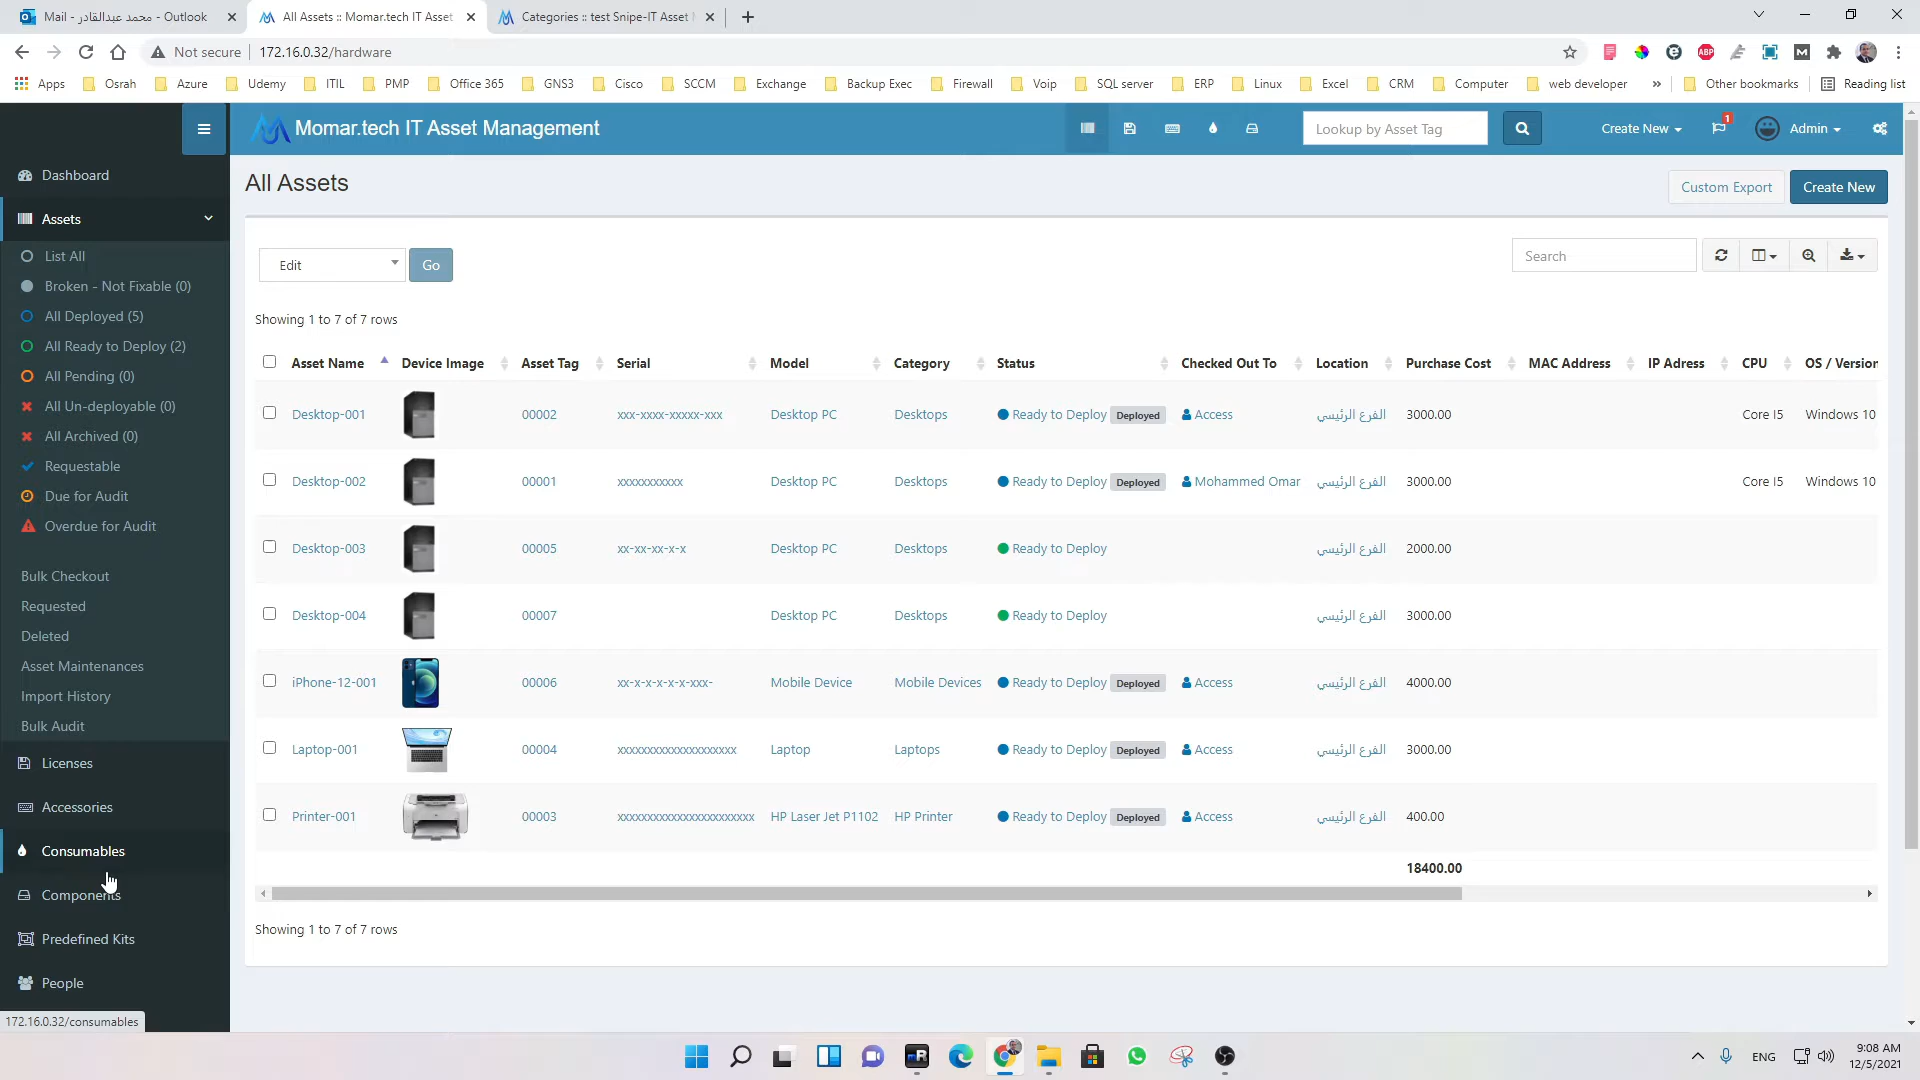 Mail - محمد عبدالقادر - Outlook
All Assets :: Momar.tech IT Asset
Categories :: test Snipe-IT Asset
Not secure
172.16.0.32/hardware
Apps
Osrah
Azure
Udemy
ITIL
PMP
Office 365
GNS3
Cisco
SCCM
Exchange
Backup Exec
Firewall
Voip
SQL server
ERP
Linux
Excel
CRM
Computer
web developer
»
Other bookmarks
Reading list
Momar.tech IT Asset Management
Lookup by Asset Tag
Create New
1
Admin
Dashboard
Assets
List All
Broken - Not Fixable (0)
All Deployed (5)
All Ready to Deploy (2)
All Pending (0)
All Un-deployable (0)
All Archived (0)
Requestable
Due for Audit
Overdue for Audit
Bulk Checkout
Requested
Deleted
Asset Maintenances
Import History
Bulk Audit
Licenses
Accessories
Consumables
Components
Predefined Kits
People
172.16.0.32/consumables
All Assets
Custom Export
Create New
Edit
Go
Search
Showing 1 to 7 of 7 rows
Asset Name Device Image Asset Tag Serial Model Category Status Checked Out To Location Purchase Cost MAC Address IP Adress CPU OS / Version
Desktop-001 00002 xxx-xxxx-xxxxx-xxx Desktop PC Desktops Ready to Deploy Deployed Access الفرع الرئيسي 3000.00 Core I5 Windows 10
Desktop-002 00001 xxxxxxxxxxx Desktop PC Desktops Ready to Deploy Deployed Mohammed Omar الفرع الرئيسي 3000.00 Core I5 Windows 10
Desktop-003 00005 xx-xx-xx-x-x Desktop PC Desktops Ready to Deploy الفرع الرئيسي 2000.00
Desktop-004 00007 Desktop PC Desktops Ready to Deploy الفرع الرئيسي 3000.00
iPhone-12-001 00006 xx-x-x-x-x-x-xxx- Mobile Device Mobile Devices Ready to Deploy Deployed Access الفرع الرئيسي 4000.00
Laptop-001 00004 xxxxxxxxxxxxxxxxxxxx Laptop Laptops Ready to Deploy Deployed Access الفرع الرئيسي 3000.00
Printer-001 00003 xxxxxxxxxxxxxxxxxxxxxxx HP Laser Jet P1102 HP Printer Ready to Deploy Deployed Access الفرع الرئيسي 400.00
18400.00
Showing 1 to 7 of 7 rows
ENG
9:08 AM
12/5/2021